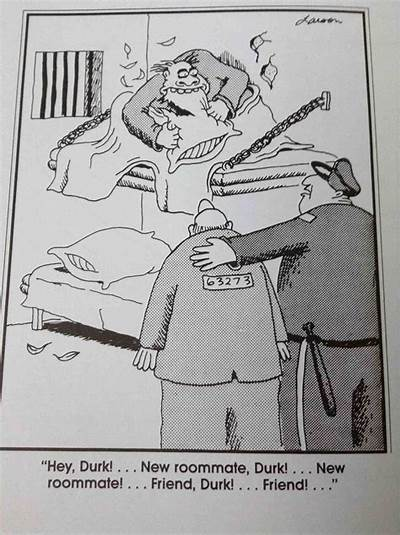 Larson
63273
"Hey, Durk! . . . New roommate, Durk! . . . New
roommate! . . . Friend, Durk! . . . Friend! . . ."